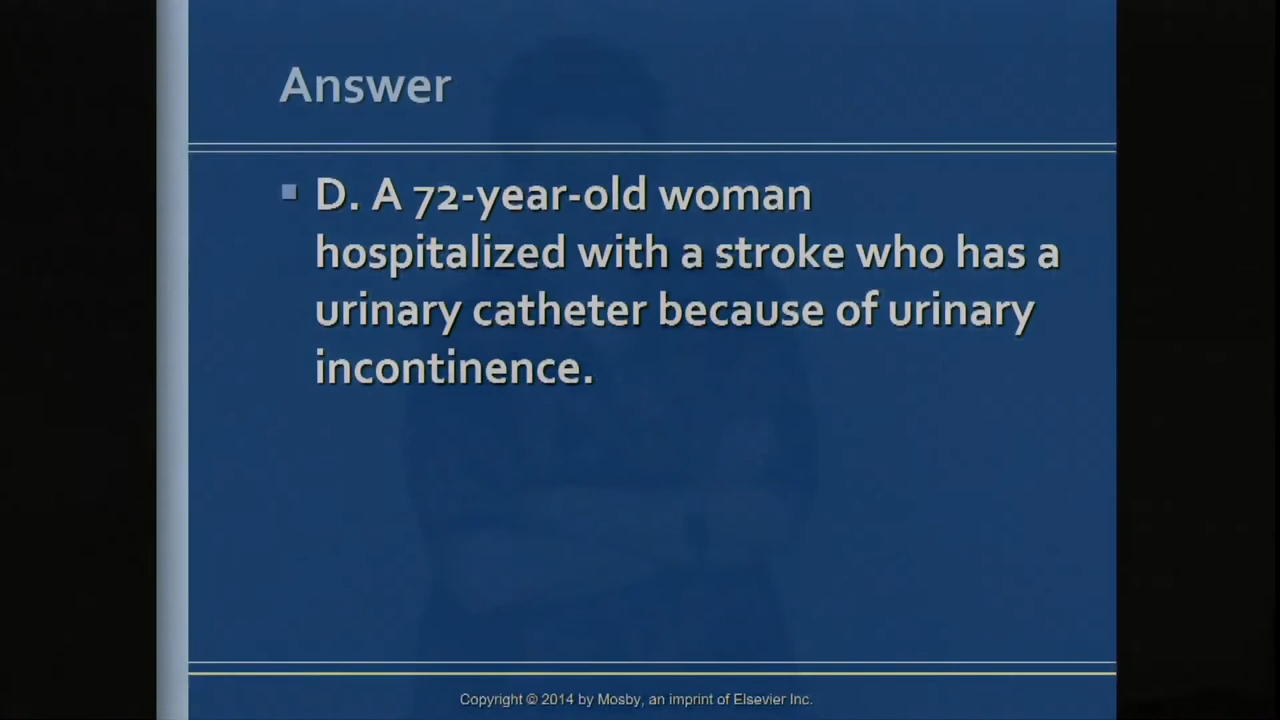 Answer
D. A 72-year-old woman
hospitalized with a stroke who has a
urinary catheter because of urinary
incontinence.
Copyright © 2014 by Mosby, an imprint of Elsevier Inc.